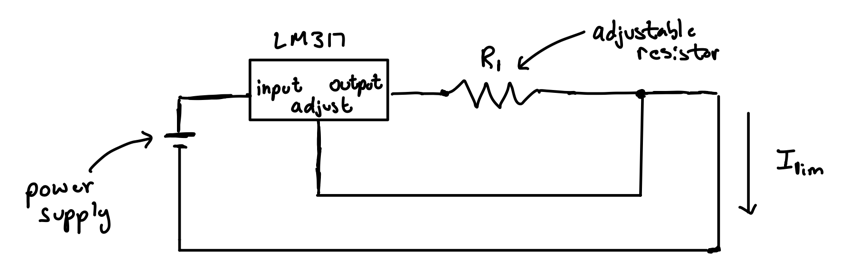 LM317
input output
adjust
R1
adjustable
resistor
power
supply
Ilim